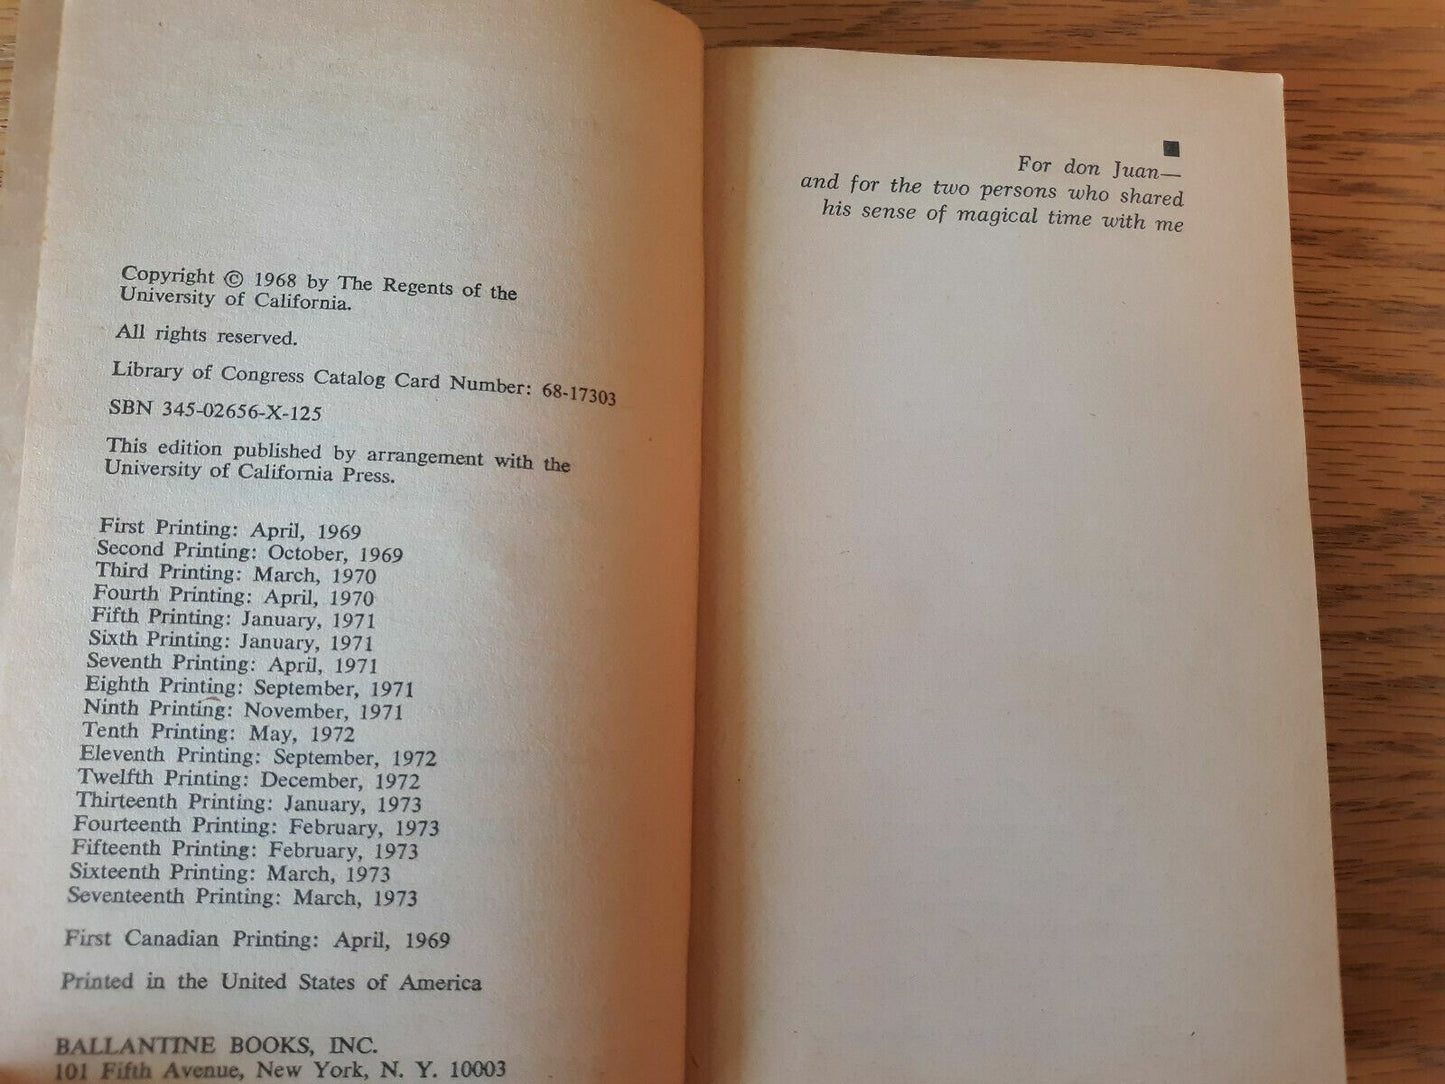 Copyright © 1968 by The Regents of the
University of California.
All rights reserved.
Library of Congress Catalog Card Number: 68-17303
SBN 345-02656-X-125
This edition published by arrangement with the
University of California Press.
First Printing: April, 1969
Second Printing: October, 1969
Third Printing: March, 1970
Fourth Printing: April, 1970
Fifth Printing: January, 1971
Sixth Printing: January, 1971
Seventh Printing: April, 1971
Eighth Printing: September, 1971
Ninth Printing: November, 1971
Tenth Printing: May, 1972
Eleventh Printing: September, 1972
Twelfth Printing: December, 1972
Thirteenth Printing: January, 1973
Fourteenth Printing: February, 1973
Fifteenth Printing: February, 1973
Sixteenth Printing: March, 1973
Seventeenth Printing: March, 1973
First Canadian Printing: April, 1969
Printed in the United States of America
BALLANTINE BOOKS, INC.
101 Fifth Avenue, New York, N. Y. 10003
For don Juan—
and for the two persons who shared
his sense of magical time with me